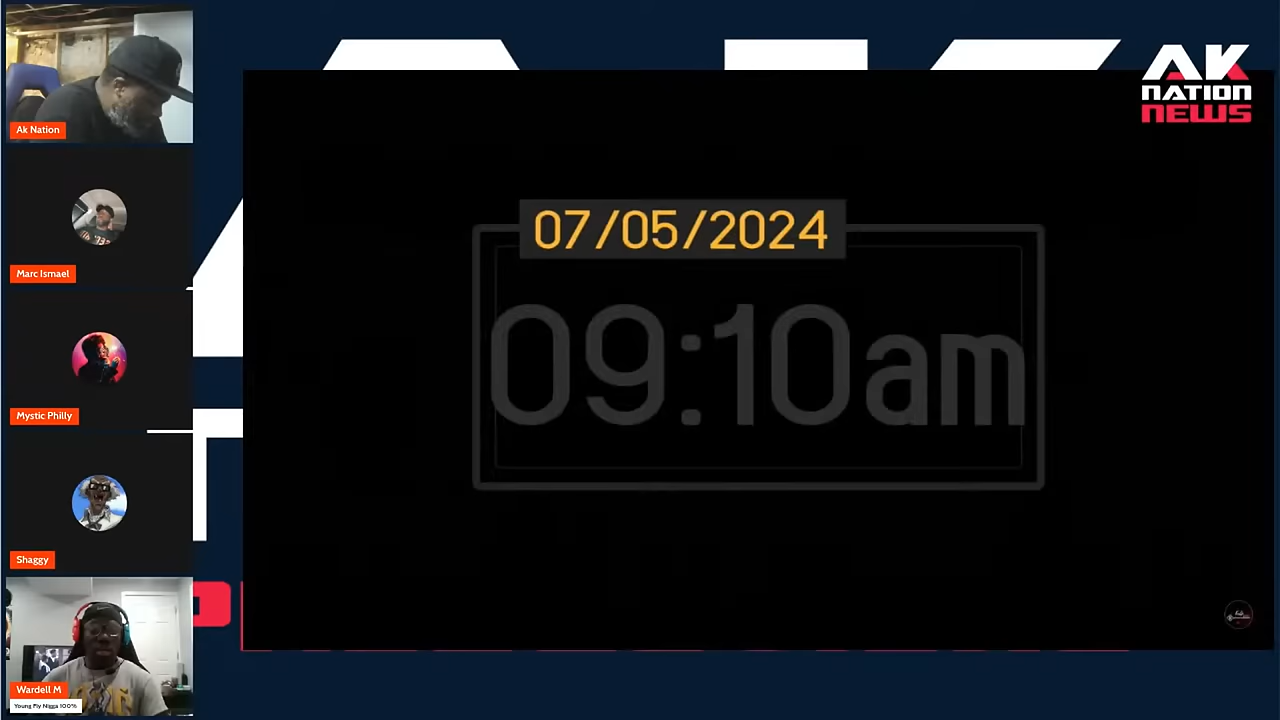 Ak Nation
Marc Ismael
Mystic Philly
Shaggy
Wardell M
Young Fly Nigga 100%
07/05/2024
09:10am
AK
NATION
NEWS